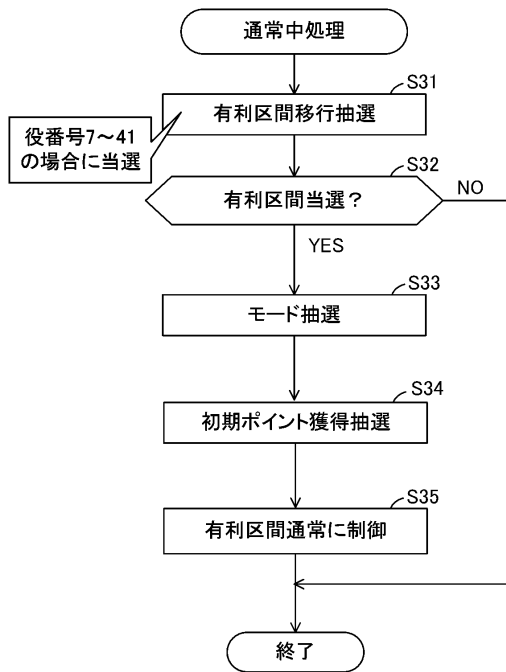 通常中処理
S31
有利区間移行抽選
役番号7～41
の場合に当選
S32
有利区間当選？
NO
YES
S33
モード抽選
S34
初期ポイント獲得抽選
S35
有利区間通常に制御
終了